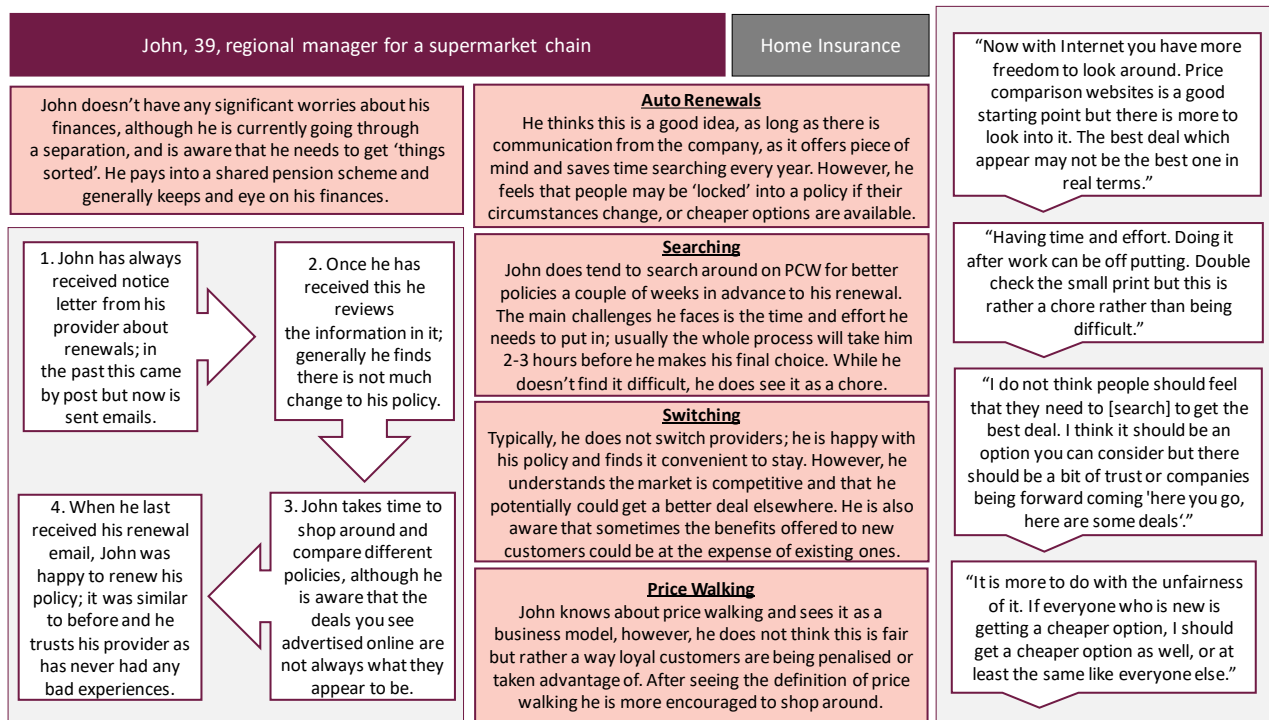 John, 39, regional manager for a supermarket chain
Home Insurance
John doesn't have any significant worries about his
finances, although he is currently going through
a separation, and is aware that he needs to get 'things
sorted'. He pays into a shared pension scheme and
generally keeps and eye on his finances.
1. John has always
received notice
letter from his
provider about
renewals; in
the past this came
by post but now is
sent emails.
2. Once he has
received this he
reviews
the information in it;
generally he finds
there is not much
change to his policy.
3. John takes time to
shop around and
compare different
policies, although he
is aware that the
deals you see
advertised online are
not always what they
appear to be.
4. When he last
received his renewal
email, John was
happy to renew his
policy; it was similar
to before and he
trusts his provider as
has never had any
bad experiences.
Auto Renewals
He thinks this is a good idea, as long as there is
communication from the company, as it offers piece of
mind and saves time searching every year. However, he
feels that people may be 'locked' into a policy if their
circumstances change, or cheaper options are available.
Searching
John does tend to search around on PCW for better
policies a couple of weeks in advance to his renewal.
The main challenges he faces is the time and effort he
needs to put in; usually the whole process will take him
2-3 hours before he makes his final choice. While he
doesn't find it difficult, he does see it as a chore.
Switching
Typically, he does not switch providers; he is happy with
his policy and finds it convenient to stay. However, he
understands the market is competitive and that he
potentially could get a better deal elsewhere. He is also
aware that sometimes the benefits offered to new
customers could be at the expense of existing ones.
Price Walking
John knows about price walking and sees it as a
business model, however, he does not think this is fair
but rather a way loyal customers are being penalised or
taken advantage of. After seeing the definition of price
walking he is more encouraged to shop around.
"Now with Internet you have more
freedom to look around. Price
comparison websites is a good
starting point but there is more to
look into it. The best deal which
appear may not be the best one in
real terms."
"Having time and effort. Doing it
after work can be off putting. Double
check the small print but this is
rather a chore rather than being
difficult."
"I do not think people should feel
that they need to [search] to get the
best deal. I think it should be an
option you can consider but there
should be a bit of trust or companies
being forward coming 'here you go,
here are some deals'."
"It is more to do with the unfairness
of it. If everyone who is new is
getting a cheaper option, I should
get a cheaper option as well, or at
least the same like everyone else."